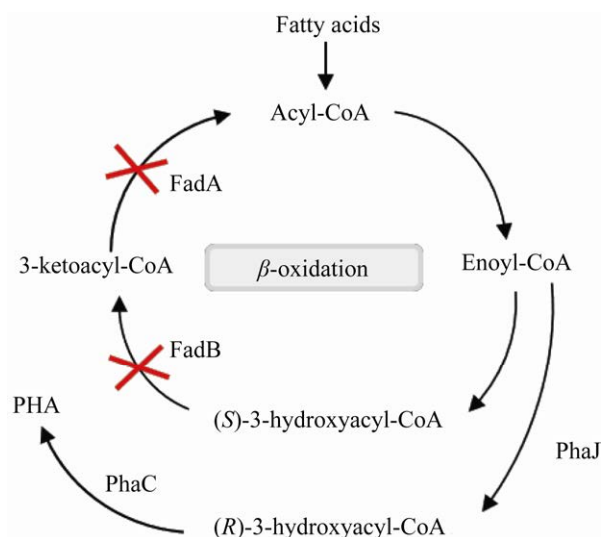 Fatty acids
Acyl-CoA
FadA
3-ketoacyl-CoA
β-oxidation
Enoyl-CoA
FadB
PHA
(S)-3-hydroxyacyl-CoA
PhaJ
PhaC
(R)-3-hydroxyacyl-CoA